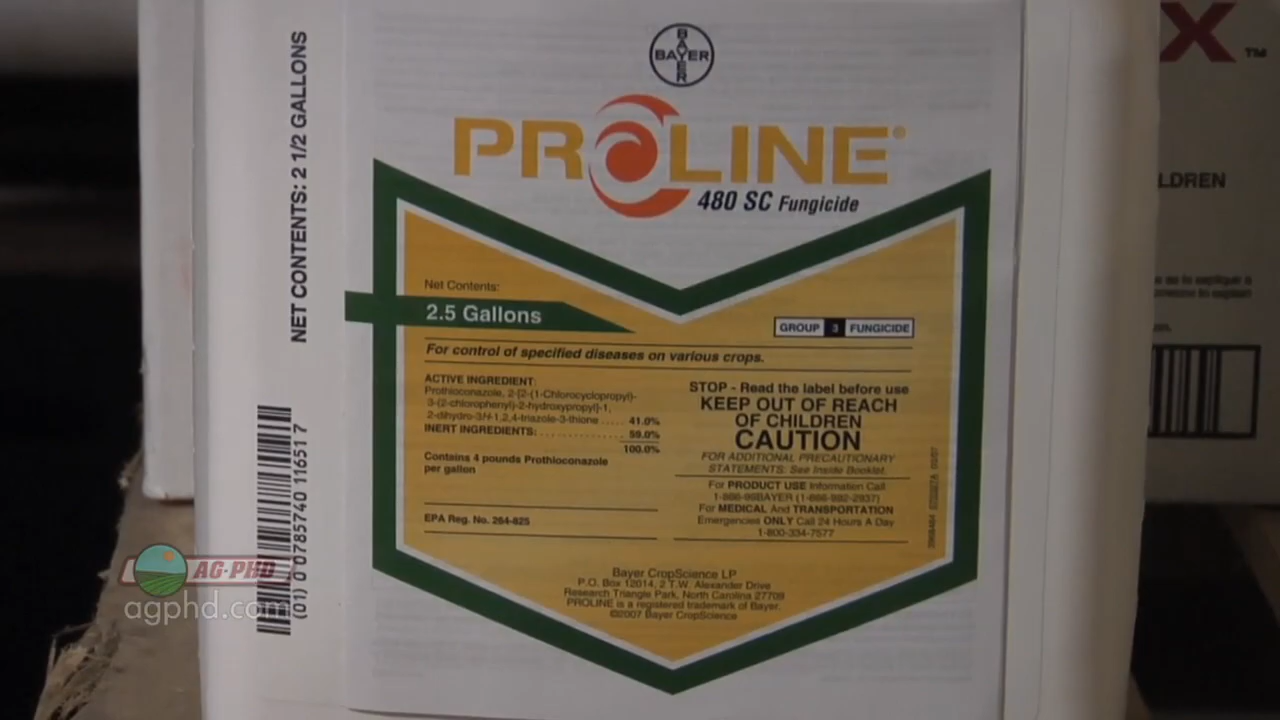 BAYER
BAYER
PROLINE®
480 SC Fungicide
Net Contents:
2.5 Gallons
GROUP 3 FUNGICIDE
For control of specified diseases on various crops.
ACTIVE INGREDIENT:
Prothioconazole, 2-[2-(1-Chlorocyclopropyl)-
3-(2-chlorophenyl)-2-hydroxypropyl]-1,
2-dihydro-3H-1,2,4-triazole-3-thione ..... 41.0%
INERT INGREDIENTS: ............... 59.0%
100.0%
Contains 4 pounds Prothioconazole
per gallon
EPA Reg. No. 264-825
STOP - Read the label before use
KEEP OUT OF REACH
OF CHILDREN
CAUTION
FOR ADDITIONAL PRECAUTIONARY
STATEMENTS: See Inside Booklet.
For PRODUCT USE Information Call
1-866-99BAYER (1-866-992-2937)
For MEDICAL And TRANSPORTATION
Emergencies ONLY Call 24 Hours A Day
1-800-334-7577
Bayer CropScience LP
P.O. Box 12014, 2 T.W. Alexander Drive
Research Triangle Park, North Carolina 27709
PROLINE is a registered trademark of Bayer.
©2007 Bayer CropScience
NET CONTENTS: 2 1/2 GALLONS
(01) 0 0785740 116517
X™
LDREN
AG-PHD
agphd.com